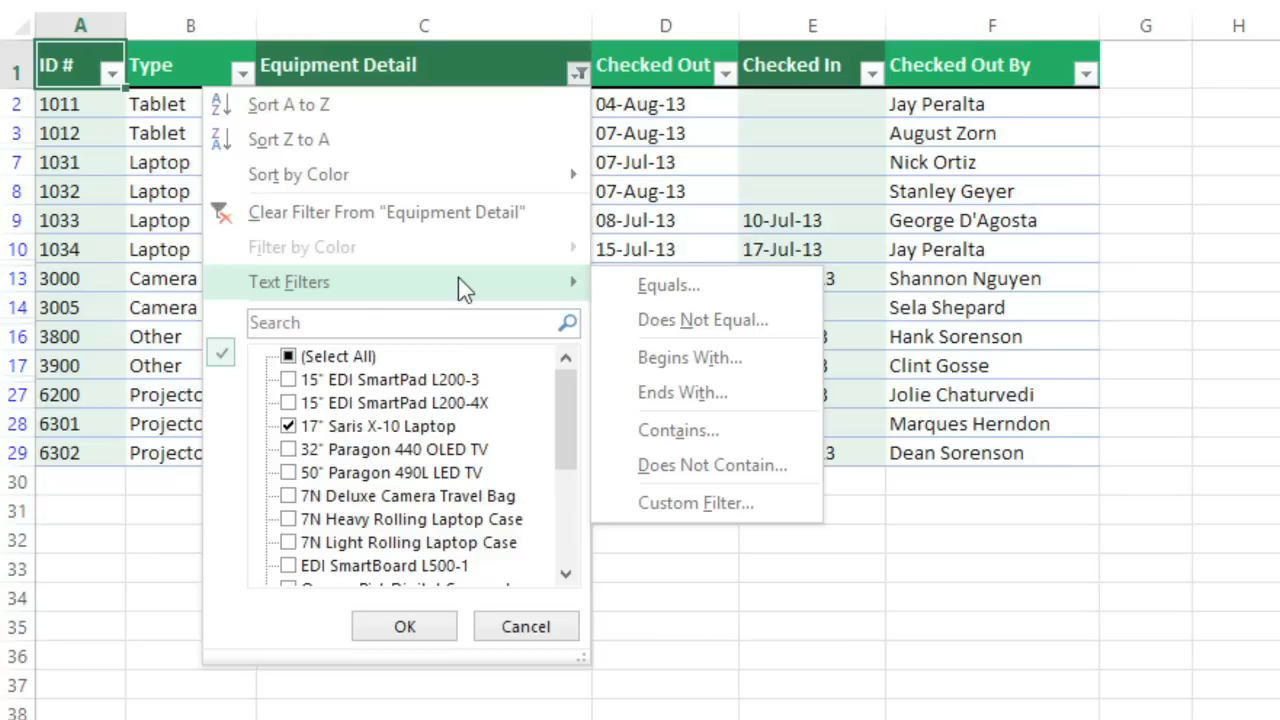 A B C D E F G H
1 ID # Type Equipment Detail Checked Out Checked In Checked Out By
2 1011 Tablet 04-Aug-13 Jay Peralta
3 1012 Tablet 07-Aug-13 August Zorn
7 1031 Laptop 07-Jul-13 Nick Ortiz
8 1032 Laptop 07-Aug-13 Stanley Geyer
9 1033 Laptop 08-Jul-13 10-Jul-13 George D'Agosta
10 1034 Laptop 15-Jul-13 17-Jul-13 Jay Peralta
13 3000 Camera 3 Shannon Nguyen
14 3005 Camera Sela Shepard
16 3800 Other 3 Hank Sorenson
17 3900 Other 3 Clint Gosse
27 6200 Projecto 3 Jolie Chaturvedi
28 6301 Projecto Marques Herndon
29 6302 Projecto 3 Dean Sorenson
30
31
32
33
34
35
36
37
38
Sort A to Z
Sort Z to A
Sort by Color
Clear Filter From "Equipment Detail"
Filter by Color
Text Filters
Search
(Select All)
15" EDI SmartPad L200-3
15" EDI SmartPad L200-4X
17" Saris X-10 Laptop
32" Paragon 440 OLED TV
50" Paragon 490L LED TV
7N Deluxe Camera Travel Bag
7N Heavy Rolling Laptop Case
7N Light Rolling Laptop Case
EDI SmartBoard L500-1
OK Cancel
Equals...
Does Not Equal...
Begins With...
Ends With...
Contains...
Does Not Contain...
Custom Filter...